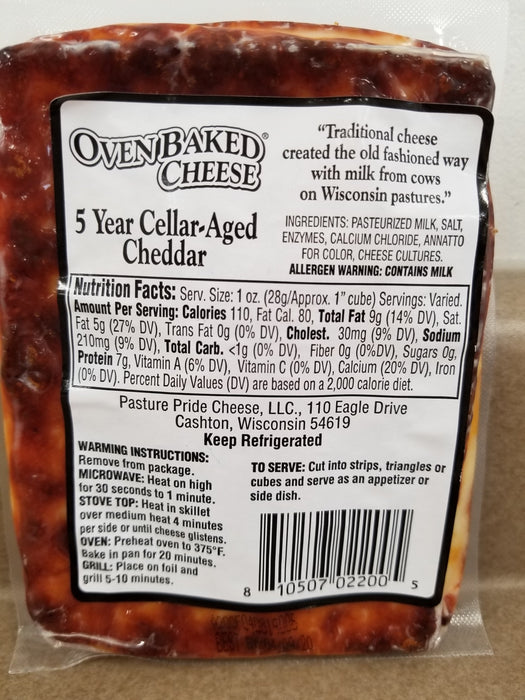 OVEN BAKED®
CHEESE
5 Year Cellar-Aged
Cheddar
"Traditional cheese
created the old fashioned way
with milk from cows
on Wisconsin pastures."
INGREDIENTS: PASTEURIZED MILK, SALT,
ENZYMES, CALCIUM CHLORIDE, ANNATTO
FOR COLOR, CHEESE CULTURES.
ALLERGEN WARNING: CONTAINS MILK
Nutrition Facts: Serv. Size: 1 oz. (28g/Approx. 1" cube) Servings: Varied.
Amount Per Serving: Calories 110, Fat Cal. 80, Total Fat 9g (14% DV), Sat.
Fat 5g (27% DV), Trans Fat 0g (0% DV), Cholest. 30mg (9% DV), Sodium
210mg (9% DV), Total Carb. <1g (0% DV), Fiber 0g (0%DV), Sugars 0g,
Protein 7g, Vitamin A (6% DV), Vitamin C (0% DV), Calcium (20% DV), Iron
(0% DV). Percent Daily Values (DV) are based on a 2,000 calorie diet.
Pasture Pride Cheese, LLC., 110 Eagle Drive
Cashton, Wisconsin 54619
Keep Refrigerated
WARMING INSTRUCTIONS:
Remove from package.
MICROWAVE: Heat on high
for 30 seconds to 1 minute.
STOVE TOP: Heat in skillet
over medium heat 4 minutes
per side or until cheese glistens.
OVEN: Preheat oven to 375°F.
Bake in pan for 20 minutes.
GRILL: Place on foil and
grill 5-10 minutes.
TO SERVE: Cut into strips, triangles or
cubes and serve as an appetizer or
side dish.
8 10507 02200 5